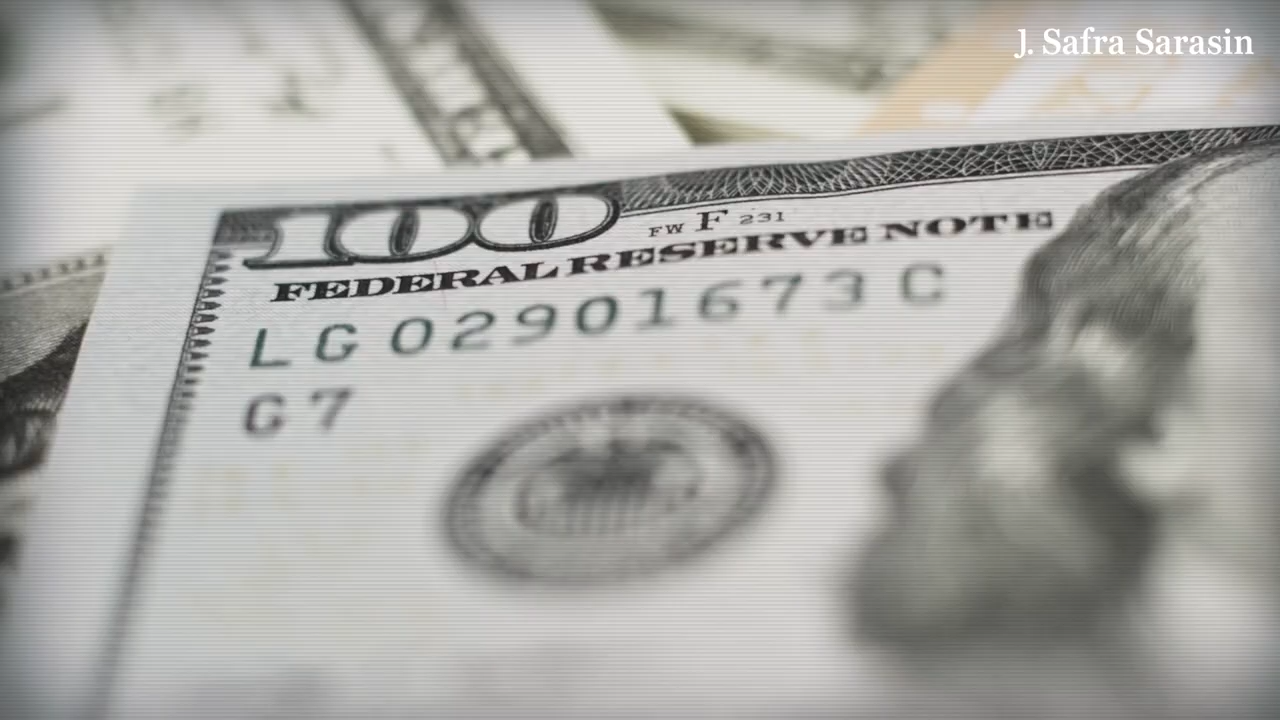 J. Safra Sarasin
100
FW F 231
FEDERAL RESERVE NOTE
LG 02901673 C
G7